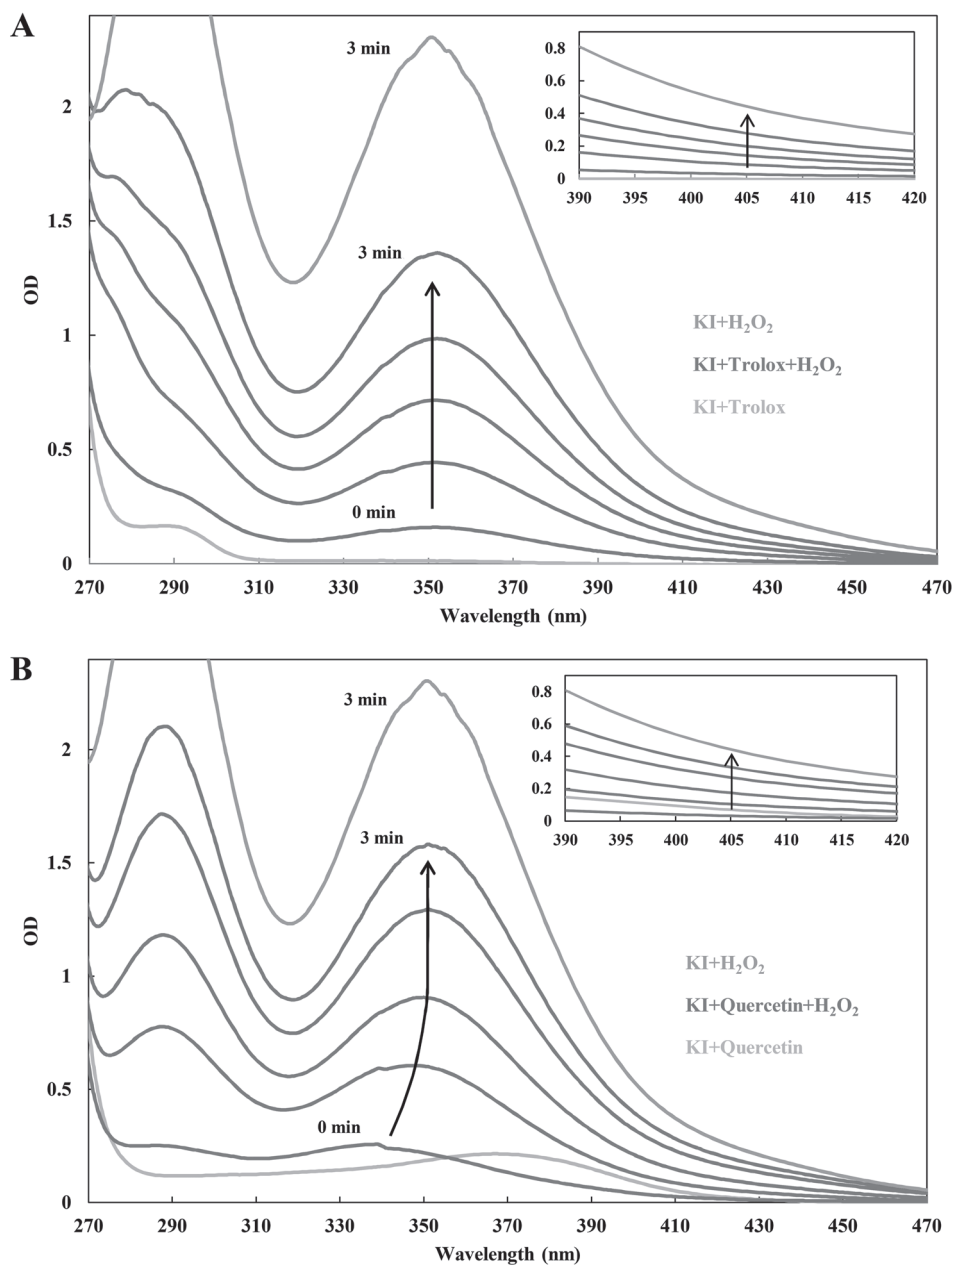 A
3 min
0.8
0.6
0.4
0.2
0
390 395 400 405 410 415 420
2
1.5
1
0.5
0
OD
3 min
0 min
KI+H₂O₂
KI+Trolox+H₂O₂
KI+Trolox
270 290 310 330 350 370 390 410 430 450 470
Wavelength (nm)
B
3 min
0.8
0.6
0.4
0.2
0
390 395 400 405 410 415 420
2
1.5
1
0.5
0
OD
3 min
0 min
KI+H₂O₂
KI+Quercetin+H₂O₂
KI+Quercetin
270 290 310 330 350 370 390 410 430 450 470
Wavelength (nm)